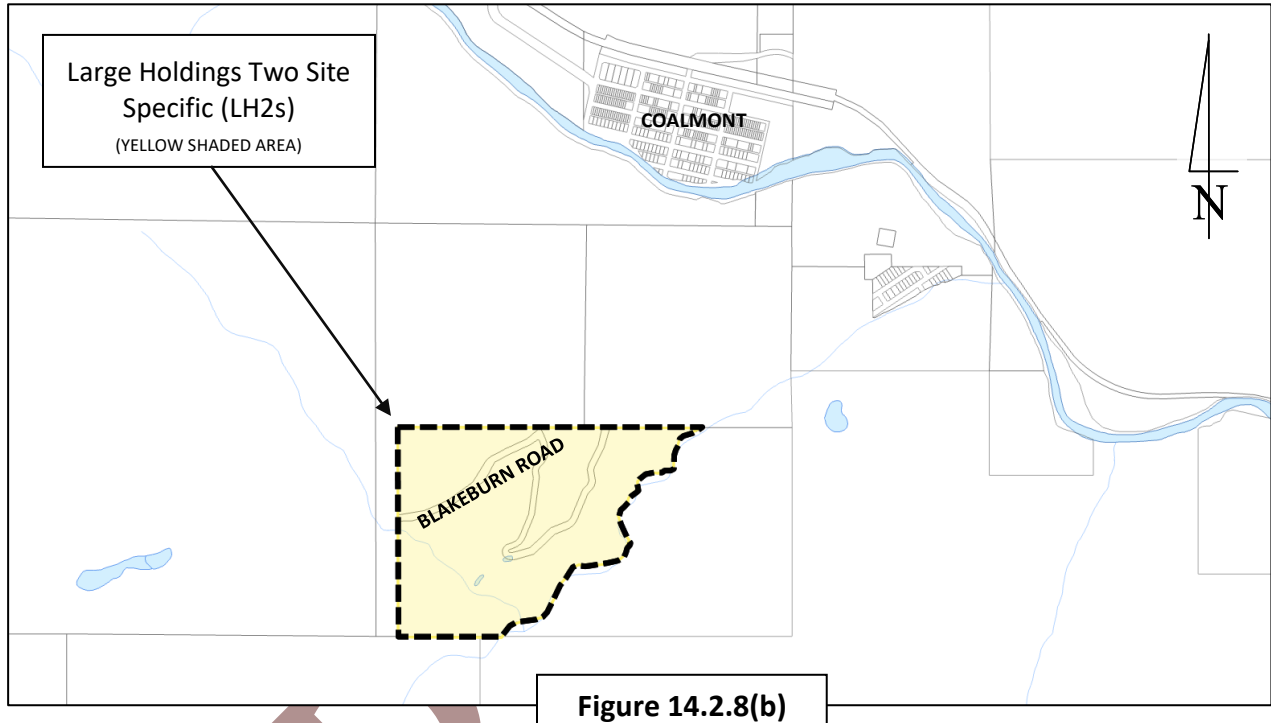 Large Holdings Two Site
Specific (LH2s)
(YELLOW SHADED AREA)
COALMONT
N
BLAKEBURN ROAD
Figure 14.2.8(b)